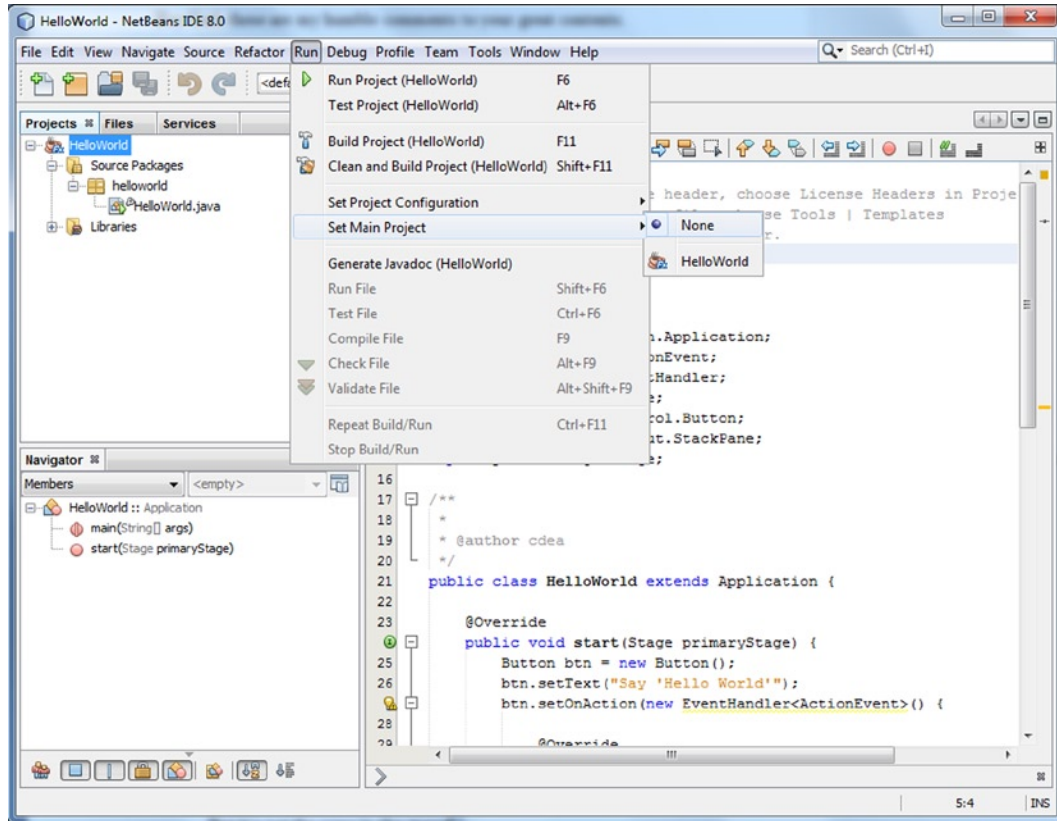 HelloWorld - NetBeans IDE 8.0
File Edit View Navigate Source Refactor Run Debug Profile Team Tools Window Help
Search (Ctrl+I)
<defa
Run Project (HelloWorld) F6
Test Project (HelloWorld) Alt+F6
Build Project (HelloWorld) F11
Clean and Build Project (HelloWorld) Shift+F11
Set Project Configuration
Set Main Project
Generate Javadoc (HelloWorld)
Run File Shift+F6
Test File Ctrl+F6
Compile File F9
Check File Alt+F9
Validate File Alt+Shift+F9
Repeat Build/Run Ctrl+F11
Stop Build/Run
None
HelloWorld
Projects Files Services
HelloWorld
Source Packages
helloworld
HelloWorld.java
Libraries
Navigator
Members <empty>
HelloWorld :: Application
main(String[] args)
start(Stage primaryStage)
header, choose License Headers in Proje
Tools | Templates
r.
.Application;
onEvent;
Handler;
e;
rol.Button;
ut.StackPane;
e;
16
17 /**
18 *
19 * @author cdea
20 */
21 public class HelloWorld extends Application {
22
23 @Override
public void start(Stage primaryStage) {
25 Button btn = new Button();
26 btn.setText("Say 'Hello World'");
btn.setOnAction(new EventHandler<ActionEvent>() {
28
29 @Override
5:4 INS